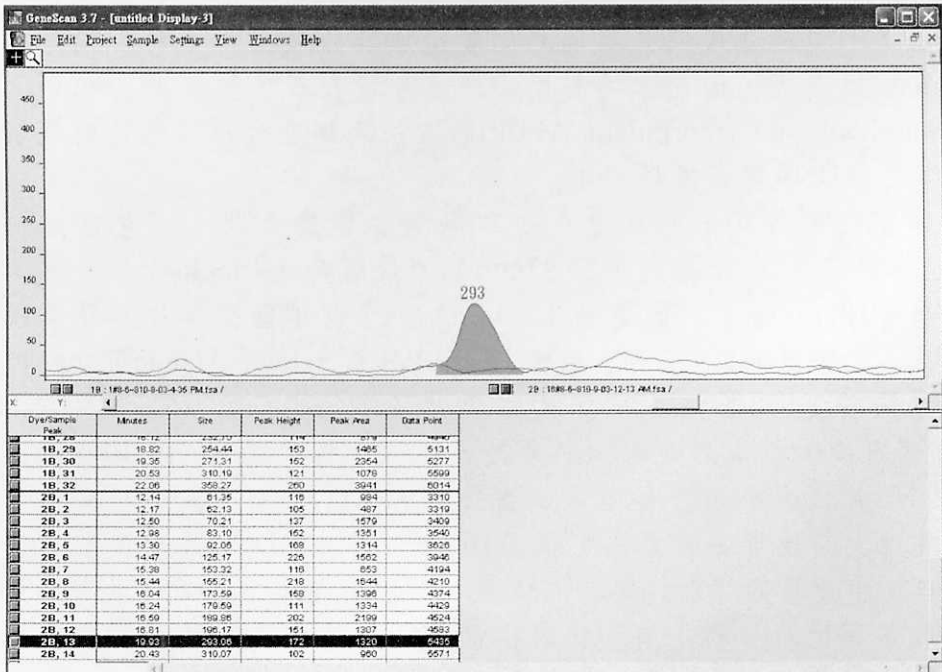 GeneScan 3.7 - [untitled Display-3]
File Edit Project Sample Settings View Windows Help
450
400
350
300
250
200
150
100
50
0
293
1B : 1#8-6-810-9-03-4-35 PM.fsa /
2B : 16#8-6-810-9-03-12-13 AM.fsa /
X: Y:
Dye/Sample Peak Minutes Size Peak Height Peak Area Data Point
1B, 29 18.82 254.44 153 1465 5131
1B, 30 19.35 271.31 152 2354 5277
1B, 31 20.53 310.19 121 1078 5599
1B, 32 22.06 358.27 260 3941 6014
2B, 1 12.14 61.35 116 984 3310
2B, 2 12.17 62.13 105 487 3319
2B, 3 12.50 70.21 137 1579 3409
2B, 4 12.98 83.10 152 1351 3540
2B, 5 13.30 92.06 168 1314 3626
2B, 6 14.47 125.17 226 1562 3946
2B, 7 15.38 153.32 116 653 4194
2B, 8 15.44 155.21 218 1644 4210
2B, 9 16.04 173.59 158 1396 4374
2B, 10 16.24 179.59 111 1334 4429
2B, 11 16.59 189.86 202 2199 4524
2B, 12 16.81 196.17 151 1307 4583
2B, 13 19.93 293.06 172 1320 5435
2B, 14 20.43 310.07 102 960 5571